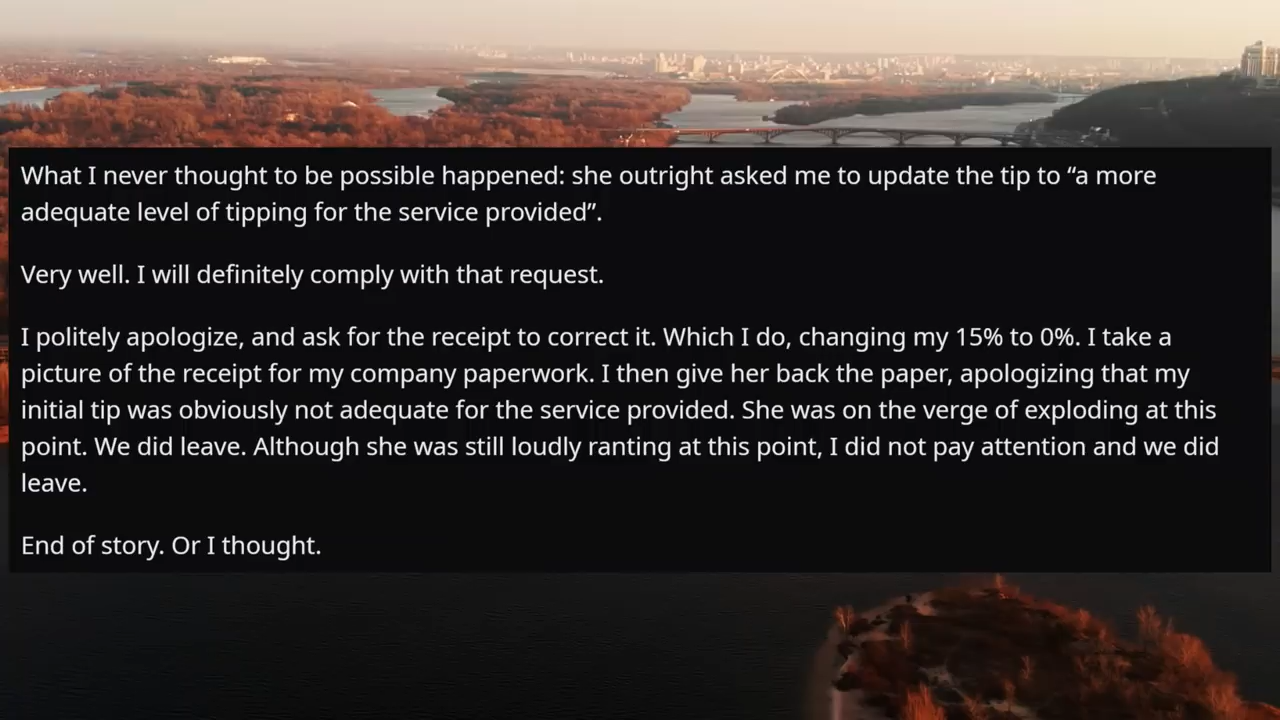 What I never thought to be possible happened: she outright asked me to update the tip to “a more
adequate level of tipping for the service provided”.
Very well. I will definitely comply with that request.
I politely apologize, and ask for the receipt to correct it. Which I do, changing my 15% to 0%. I take a
picture of the receipt for my company paperwork. I then give her back the paper, apologizing that my
initial tip was obviously not adequate for the service provided. She was on the verge of exploding at this
point. We did leave. Although she was still loudly ranting at this point, I did not pay attention and we did
leave.
End of story. Or I thought.